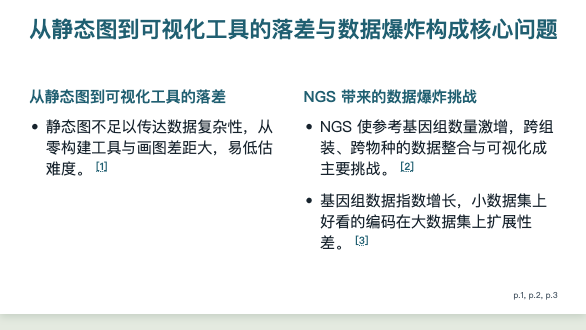 从静态图到可视化工具的落差与数据爆炸构成核心问题
从静态图到可视化工具的落差
• 静态图不足以传达数据复杂性，从
零构建工具与画图差距大，易低估
难度。 [1]
NGS 带来的数据爆炸挑战
• NGS 使参考基因组数量激增，跨组
装、跨物种的数据整合与可视化成
主要挑战。 [2]
• 基因组数据指数增长，小数据集上
好看的编码在大数据集上扩展性
差。 [3]
p.1, p.2, p.3